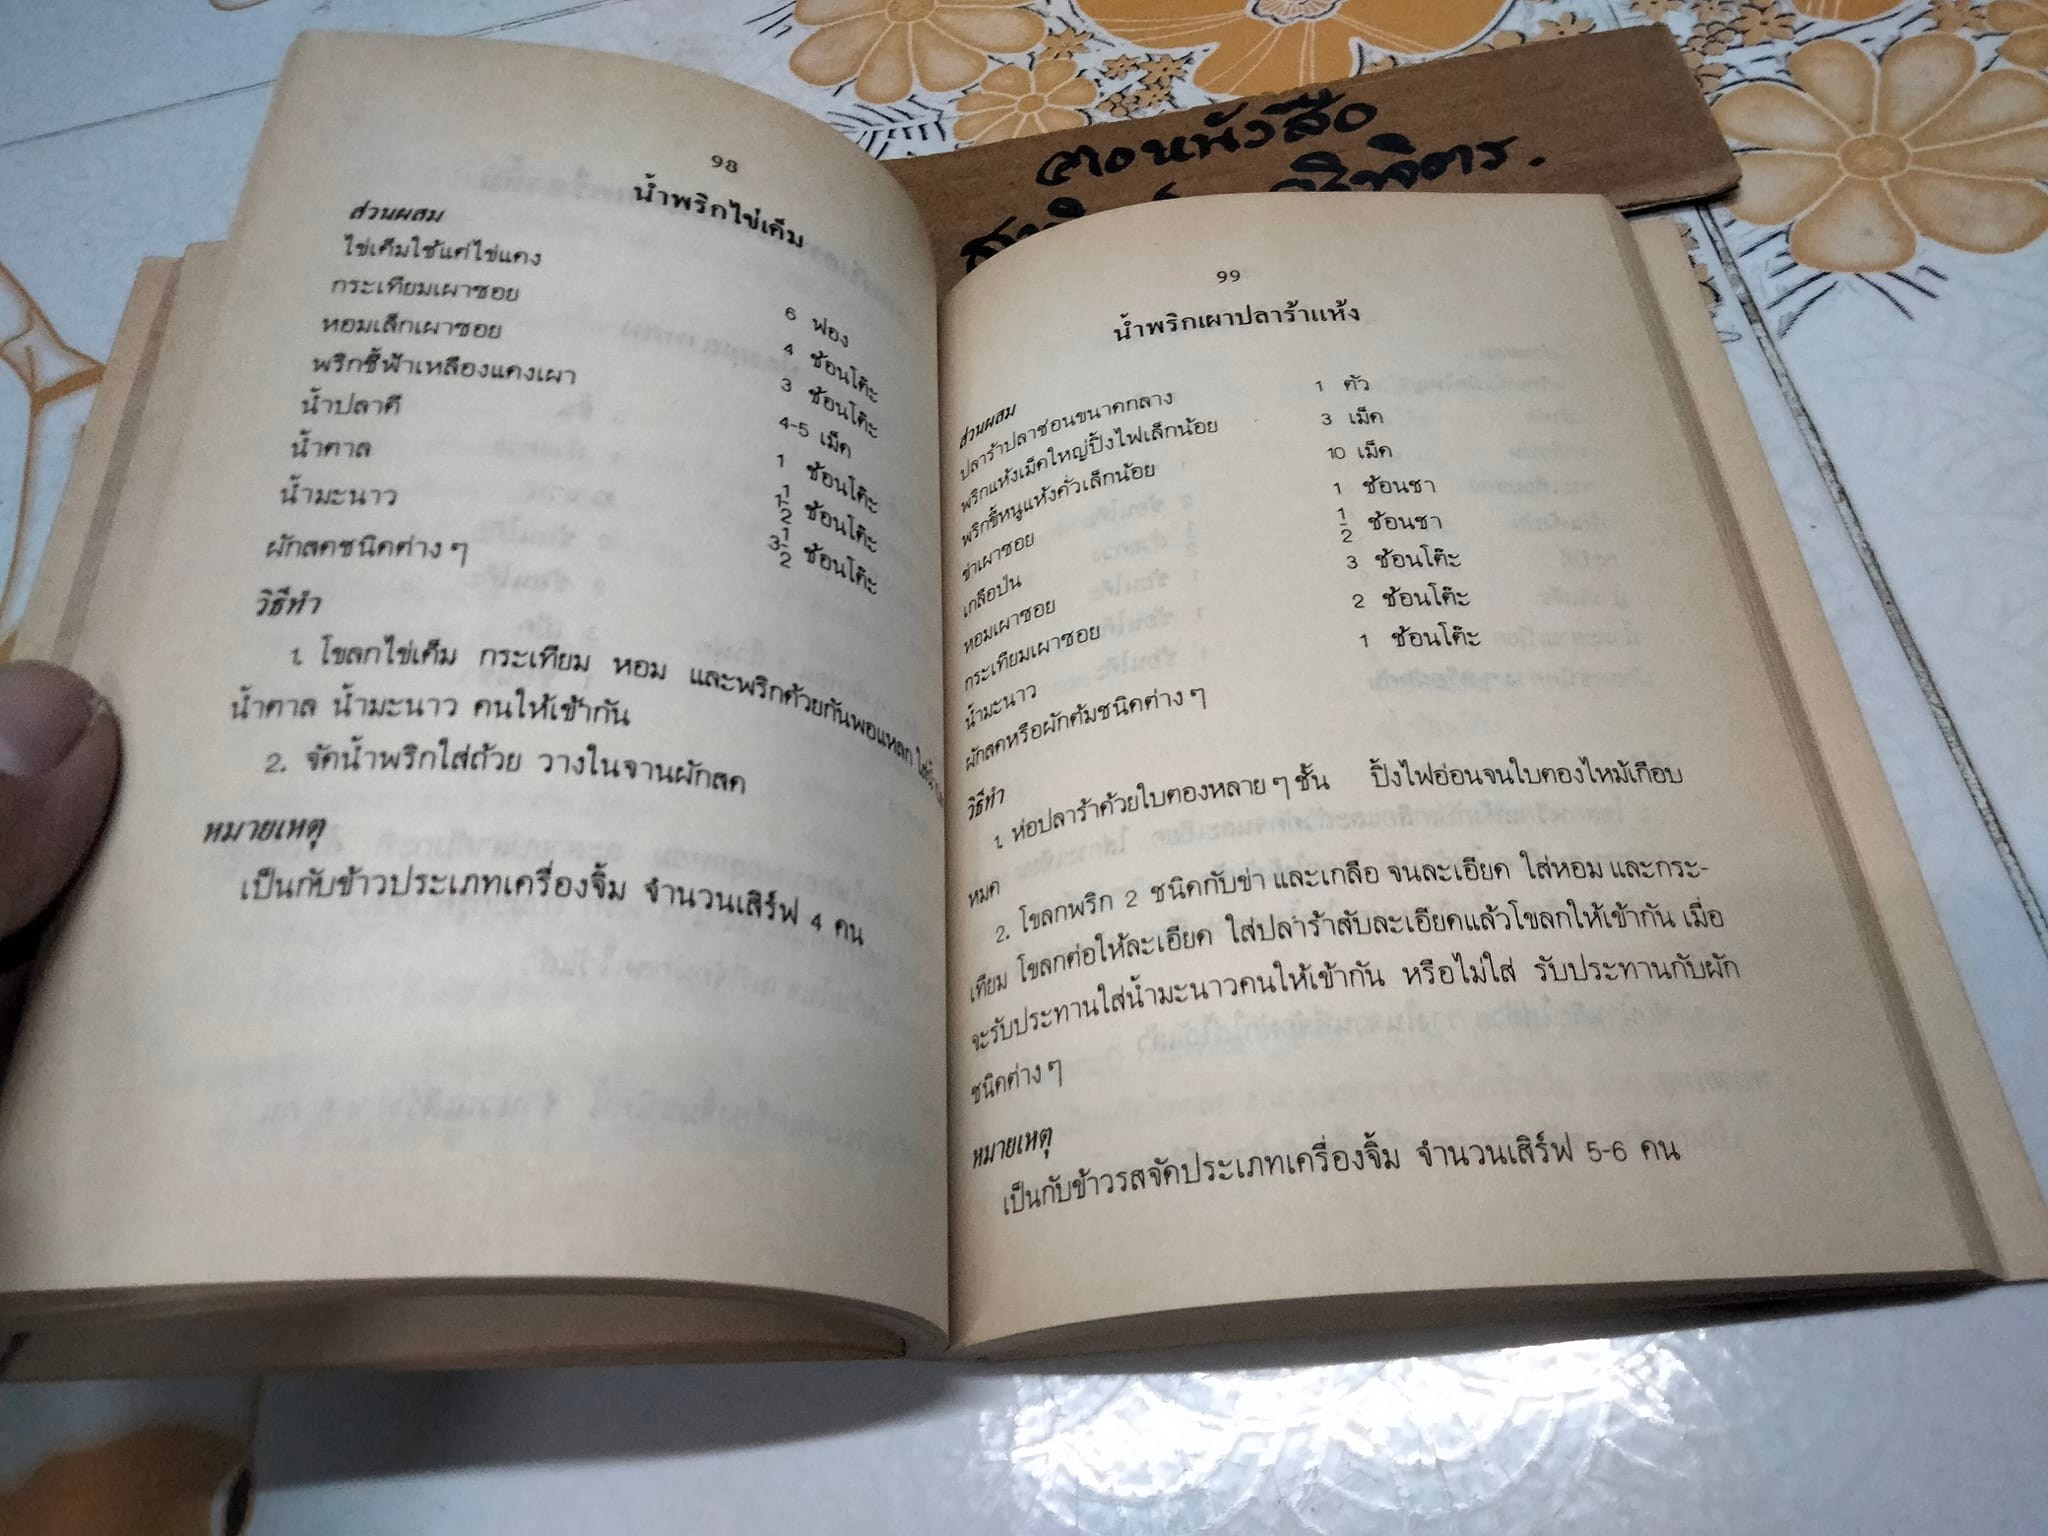 ดอหนังสือ
98
น้ำพริกไข่เค็ม
ส่วนผสม
ไข่เค็มใช้แต่ไข่แดง 6 ฟอง
กระเทียมเผาซอย 4 ช้อนโต๊ะ
หอมเล็กเผาซอย 3 ช้อนโต๊ะ
พริกชี้ฟ้าเหลืองแดงเผา 4-5 เม็ด
น้ำปลาดี 1 ช้อนโต๊ะ
น้ำตาล 1 1/2 ช้อนโต๊ะ
น้ำมะนาว 3 1/2 ช้อนโต๊ะ
ผักสดชนิดต่าง ๆ
วิธีทำ
1. โขลกไข่เค็ม กระเทียม หอม และพริกด้วยกันพอแหลก
น้ำตาล น้ำมะนาว คนให้เข้ากัน
2. จัดน้ำพริกใส่ถ้วย วางในจานผักสด
หมายเหตุ
เป็นกับข้าวประเภทเครื่องจิ้ม จำนวนเสิร์ฟ 4 คน
99
น้ำพริกเผาปลาร้าแห้ง
ส่วนผสม
ปลาร้าปลาช่อนขนาดกลาง 1 ตัว
พริกแห้งเม็ดใหญ่ปิ้งไฟเล็กน้อย 3 เม็ด
พริกขี้หนูแห้งคั่วเล็กน้อย 10 เม็ด
ข่าเผาซอย 1 ช้อนชา
เกลือป่น 1/2 ช้อนชา
หอมเผาซอย 3 ช้อนโต๊ะ
กระเทียมเผาซอย 2 ช้อนโต๊ะ
น้ำมะนาว 1 ช้อนโต๊ะ
ผักสดหรือผักต้มชนิดต่าง ๆ
วิธีทำ
1. ห่อปลาร้าด้วยใบตองหลาย ๆ ชั้น ปิ้งไฟอ่อนจนใบตองไหม้เกือบ
หมด
2. โขลกพริก 2 ชนิดกับข่า และเกลือ จนละเอียด ใส่หอม และกระ-
เทียม โขลกต่อให้ละเอียด ใส่ปลาร้าสับละเอียดแล้วโขลกให้เข้ากัน เมื่อ
จะรับประทานใส่น้ำมะนาวคนให้เข้ากัน หรือไม่ใส่ รับประทานกับผัก
ชนิดต่าง ๆ
หมายเหตุ
เป็นกับข้าวรสจัดประเภทเครื่องจิ้ม จำนวนเสิร์ฟ 5-6 คน